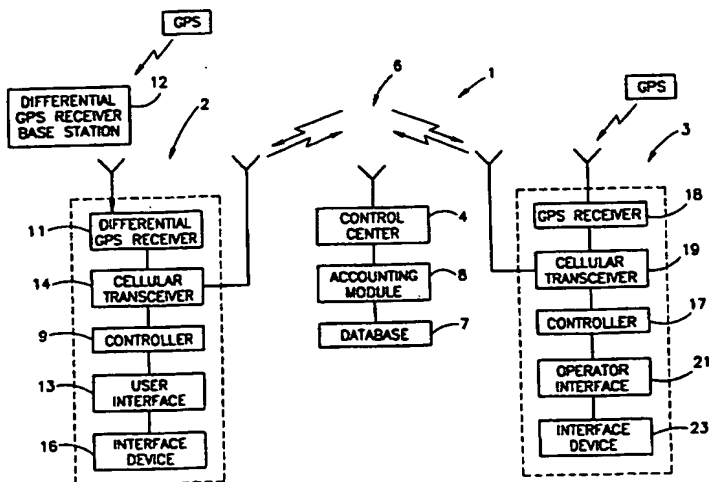 GPS
12
DIFFERENTIAL
GPS RECEIVER
BASE STATION
2
6
1
GPS
3
11
DIFFERENTIAL
GPS RECEIVER
14
CELLULAR
TRANSCEIVER
9
CONTROLLER
13
USER
INTERFACE
16
INTERFACE
DEVICE
CONTROL
CENTER
4
ACCOUNTING
MODULE
8
DATABASE
7
GPS RECEIVER
18
CELLULAR
TRANSCEIVER
19
CONTROLLER
17
OPERATOR
INTERFACE
21
INTERFACE
DEVICE
23